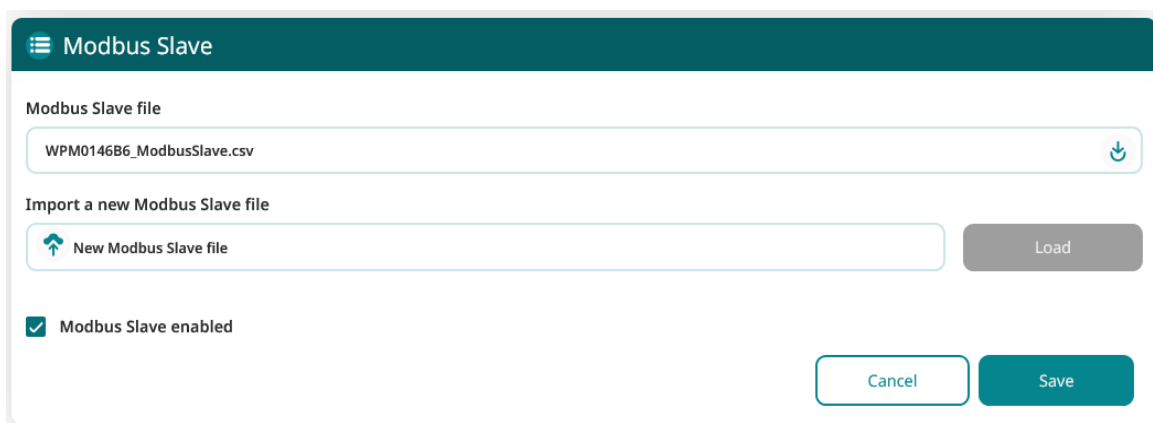 Modbus Slave
Modbus Slave file
WPM0146B6_ModbusSlave.csv
Import a new Modbus Slave file
New Modbus Slave file
Load
Modbus Slave enabled
Cancel
Save